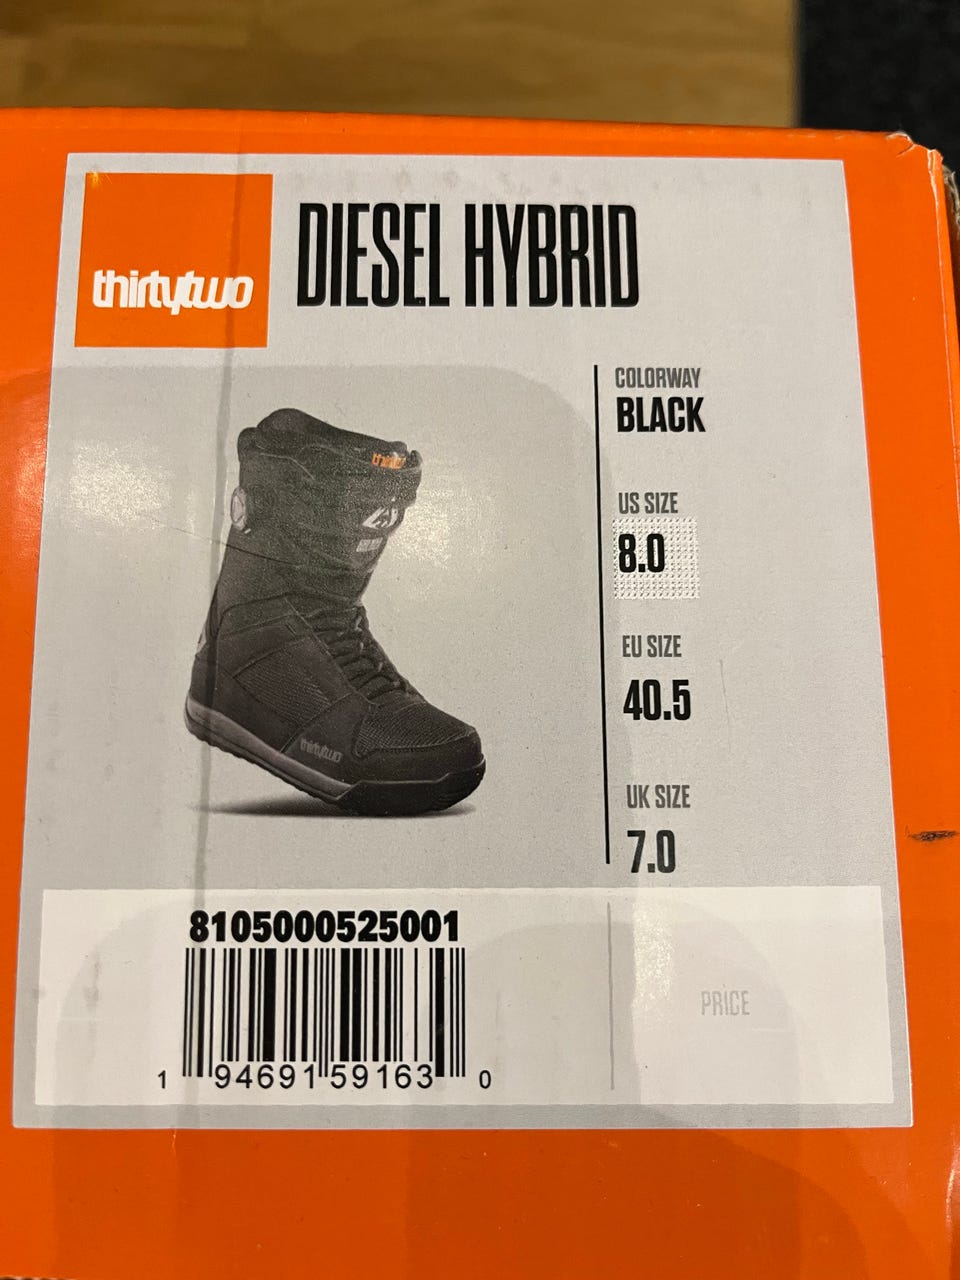 thirtytwo
DIESEL HYBRID
COLORWAY
BLACK
US SIZE
8.0
EU SIZE
40.5
UK SIZE
7.0
thirtytwo
8105000525001
1 94691 59163 0
PRICE